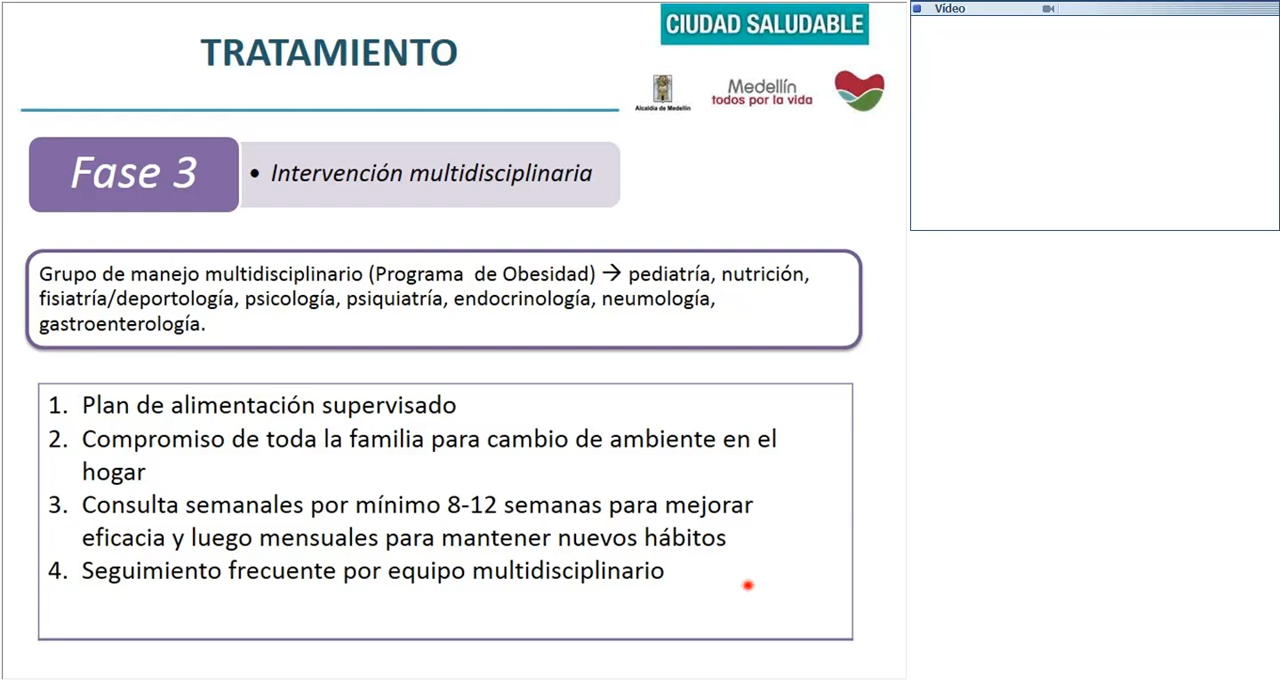 CIUDAD SALUDABLE
TRATAMIENTO
Alcaldía de Medellín
Medellín
todos por la vida
Fase 3
• Intervención multidisciplinaria
Grupo de manejo multidisciplinario (Programa de Obesidad) → pediatría, nutrición,
fisiatría/deportología, psicología, psiquiatría, endocrinología, neumología,
gastroenterología.
1. Plan de alimentación supervisado
2. Compromiso de toda la familia para cambio de ambiente en el
hogar
3. Consulta semanales por mínimo 8-12 semanas para mejorar
eficacia y luego mensuales para mantener nuevos hábitos
4. Seguimiento frecuente por equipo multidisciplinario
Vídeo